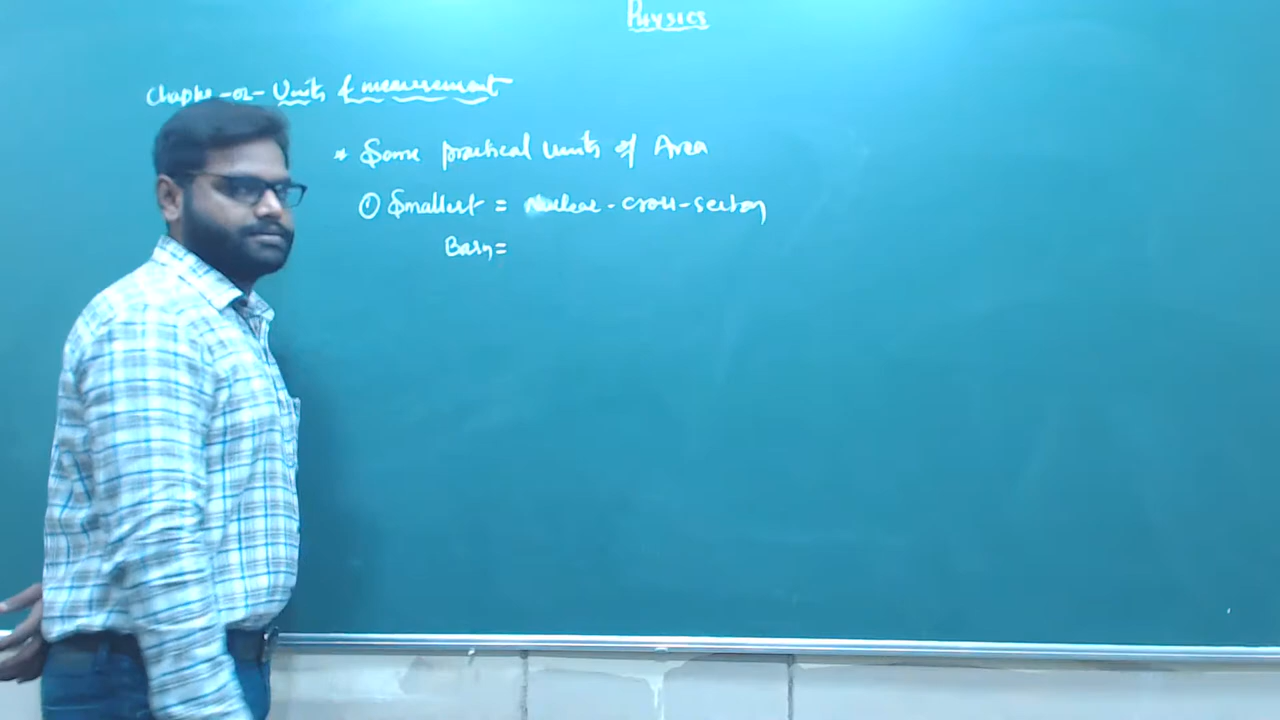 Physics
Chapter-02- Units & measurement
* Some practical units of Area
① Smallest = Nuclear-cross-section
Barn=